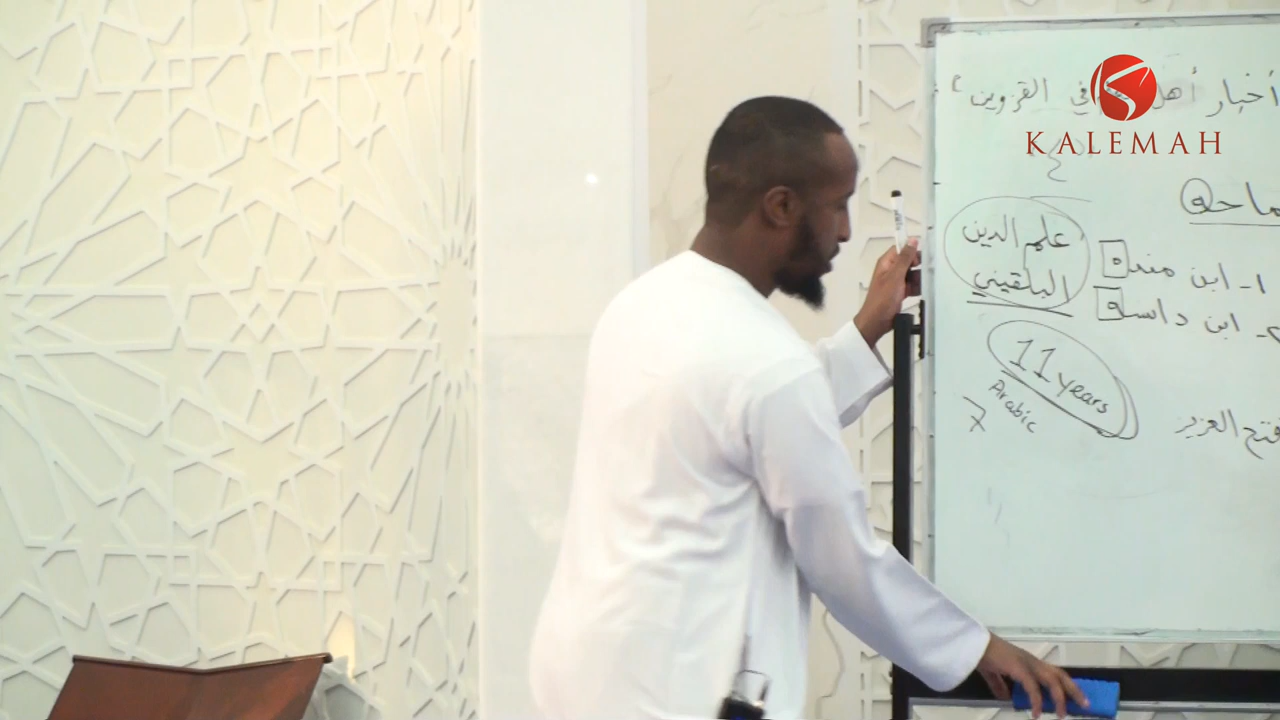 أخبار أهل في القزوين
KALEMAH
علم الدين
البلقيني
١- ابن منده
ابن داسه
11 years
Arabic
فتح العزيز